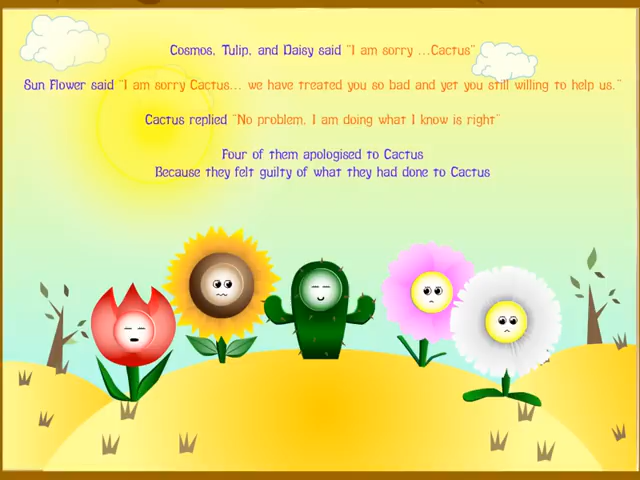 Cosmos, Tulip, and Daisy said "I am sorry ...Cactus"
Sun Flower said "I am sorry Cactus... we have treated you so bad and yet you still willing to help us."
Cactus replied "No problem, I am doing what I know is right"
Four of them apologised to Cactus
Because they felt guilty of what they had done to Cactus